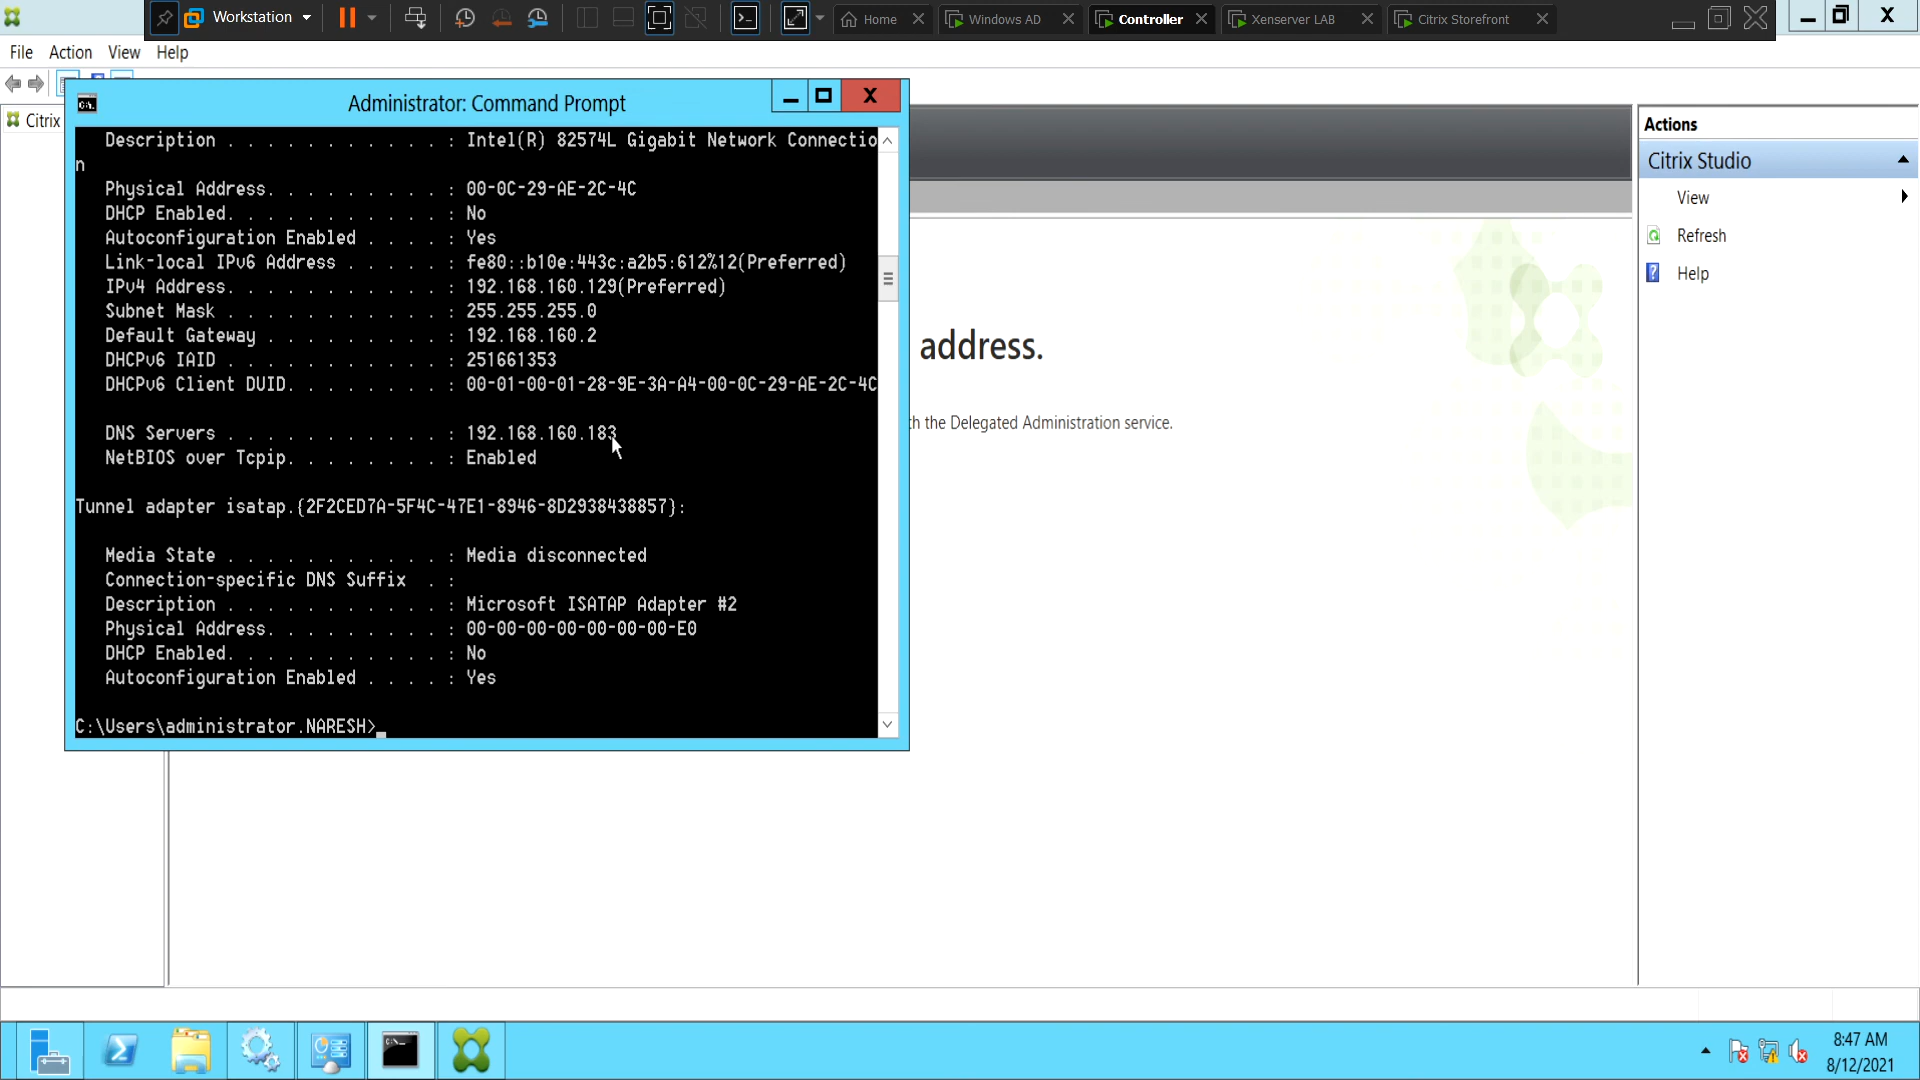 Workstation
Home
Windows AD
Controller
Xenserver LAB
Citrix Storefront
File Action View Help
Citrix
Administrator: Command Prompt
Description . . . . . . . . . . . : Intel(R) 82574L Gigabit Network Connectio
n
Physical Address. . . . . . . . . : 00-0C-29-AE-2C-4C
DHCP Enabled. . . . . . . . . . . : No
Autoconfiguration Enabled . . . . : Yes
Link-local IPv6 Address . . . . . : fe80::b10e:443c:a2b5:612%12(Preferred)
IPv4 Address. . . . . . . . . . . : 192.168.160.129(Preferred)
Subnet Mask . . . . . . . . . . . : 255.255.255.0
Default Gateway . . . . . . . . . : 192.168.160.2
DHCPv6 IAID . . . . . . . . . . . : 251661353
DHCPv6 Client DUID. . . . . . . . : 00-01-00-01-28-9E-3A-A4-00-0C-29-AE-2C-4C
DNS Servers . . . . . . . . . . . : 192.168.160.183
NetBIOS over Tcpip. . . . . . . . : Enabled
Tunnel adapter isatap.{2F2CED7A-5F4C-47E1-8946-8D2938438857}:
Media State . . . . . . . . . . . : Media disconnected
Connection-specific DNS Suffix . :
Description . . . . . . . . . . . : Microsoft ISATAP Adapter #2
Physical Address. . . . . . . . . : 00-00-00-00-00-00-00-E0
DHCP Enabled. . . . . . . . . . . : No
Autoconfiguration Enabled . . . . : Yes
C:\Users\administrator.NARESH>
address.
h the Delegated Administration service.
Actions
Citrix Studio
View
Refresh
Help
8:47 AM
8/12/2021